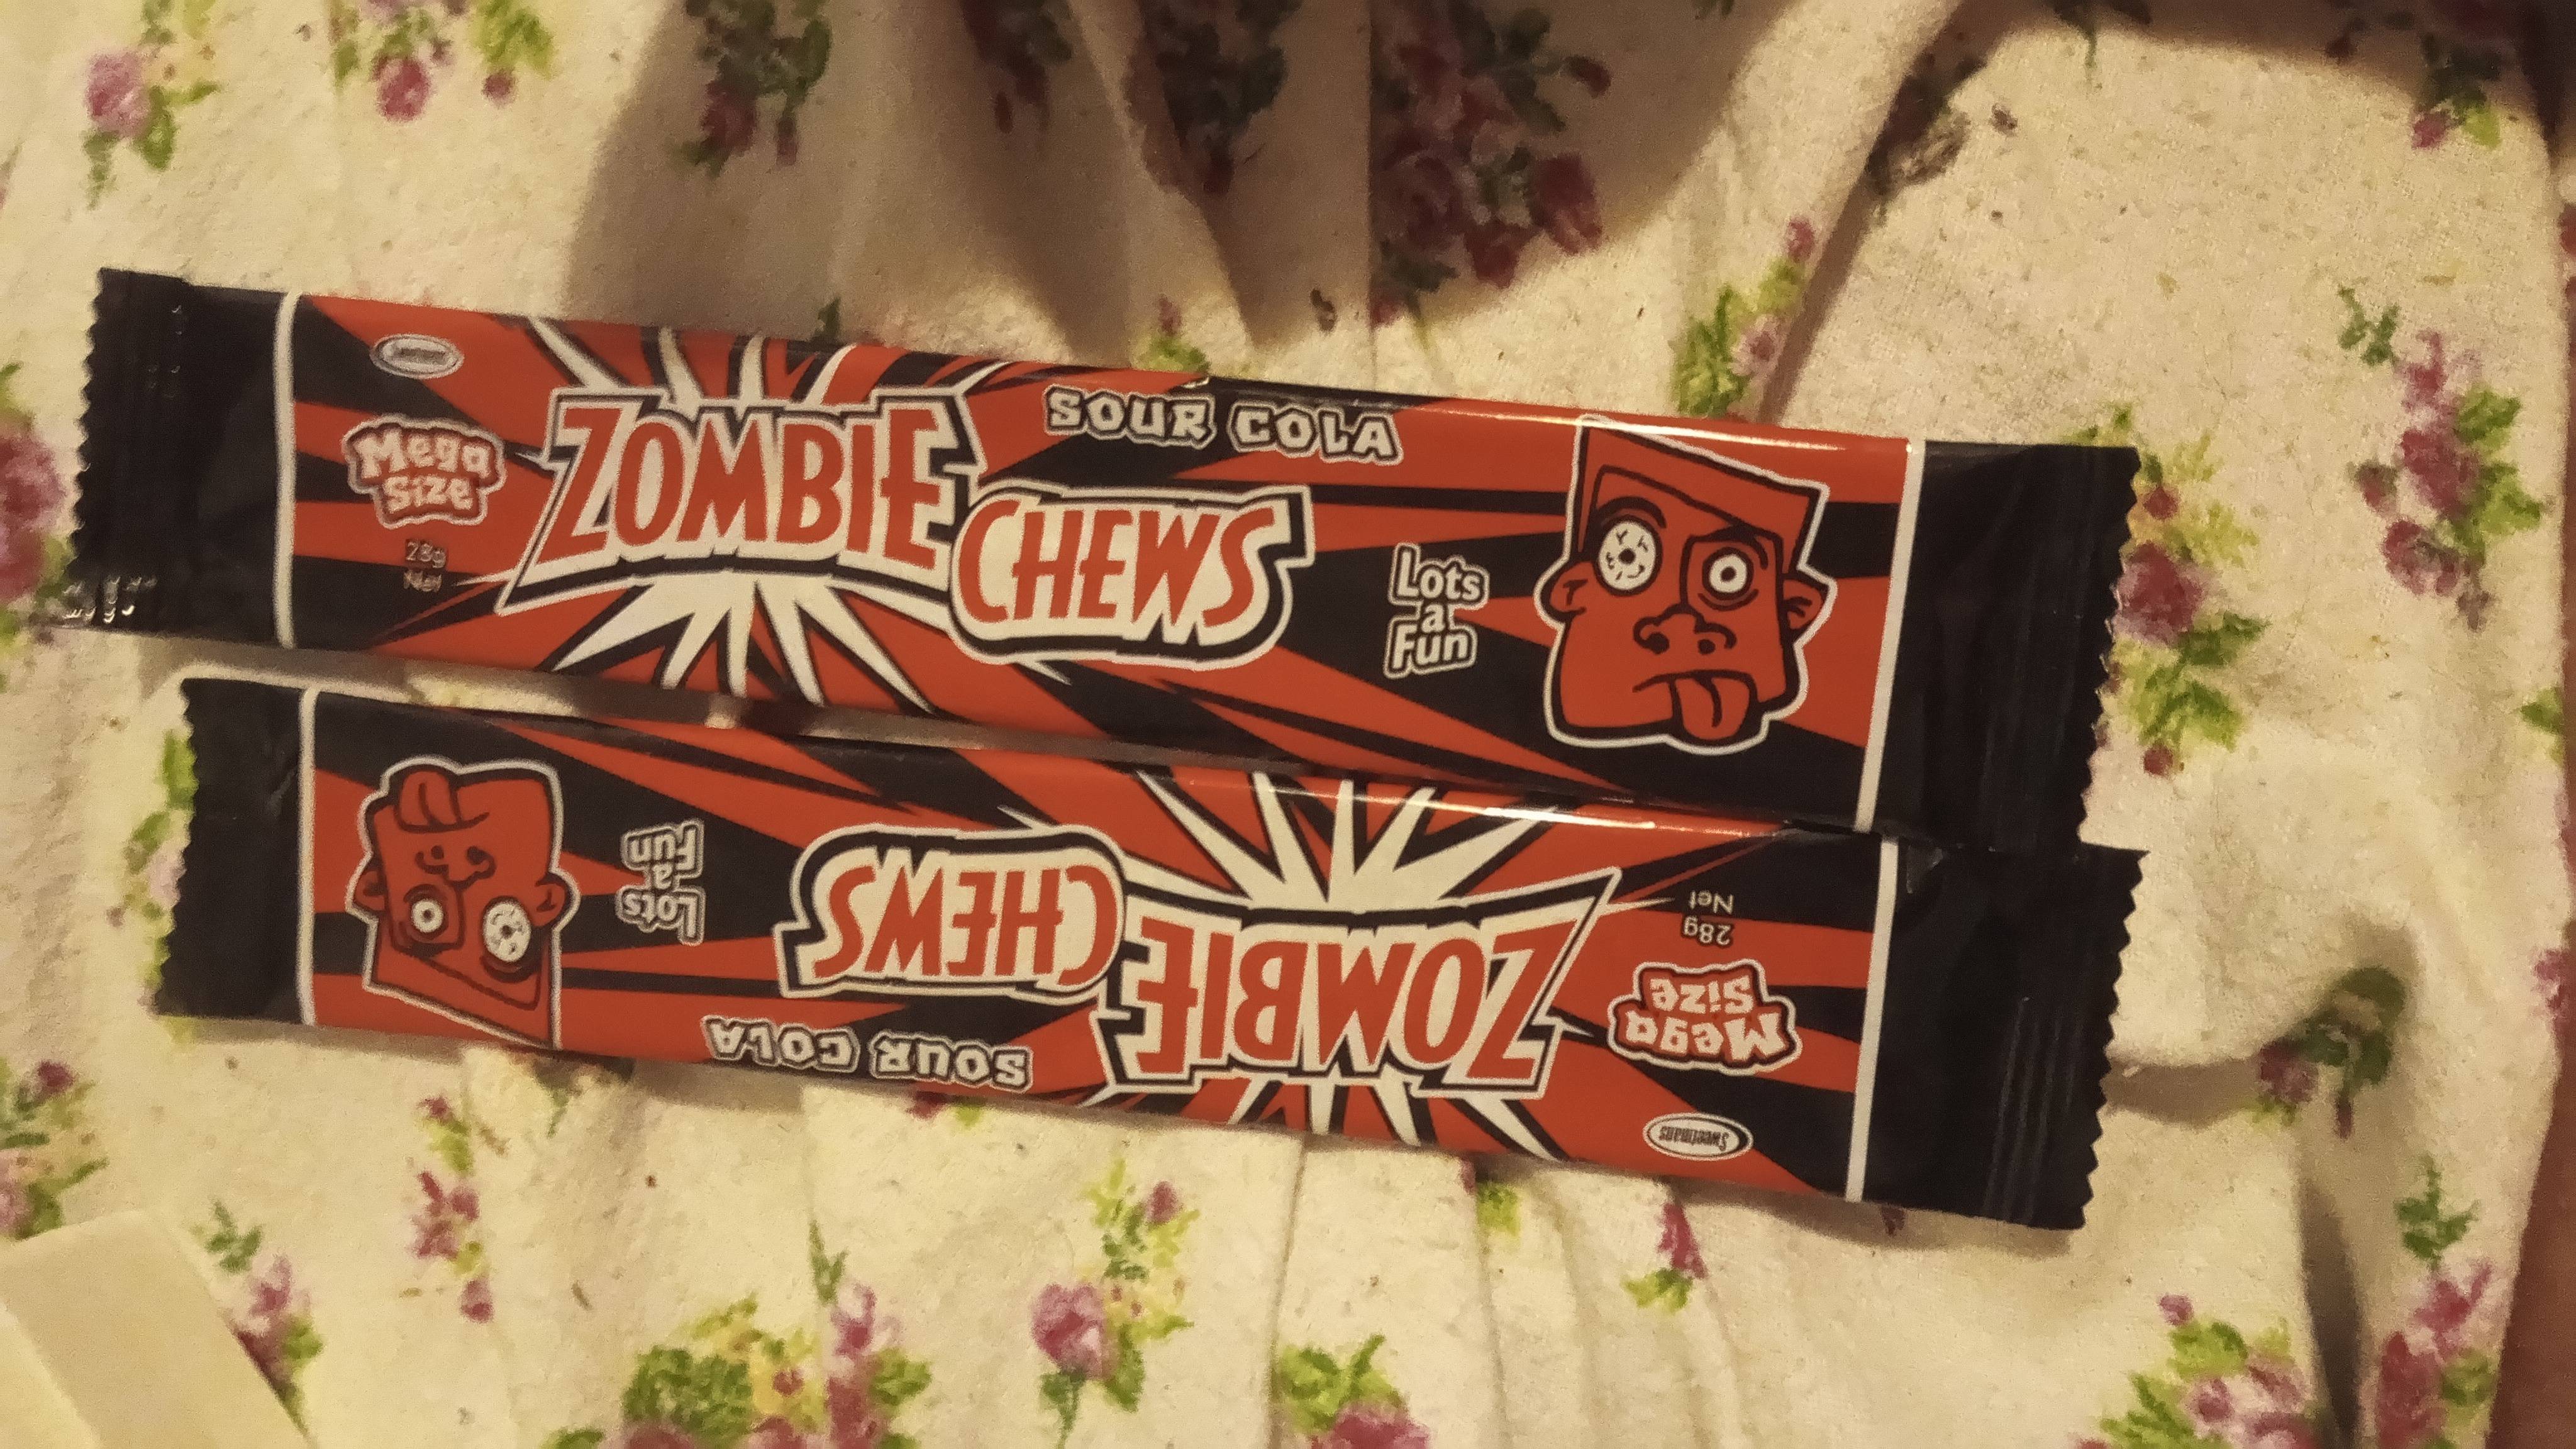 Mega
Size
28g
Net
ZOMBIE
CHEWS
SOUR COLA
Lots
a
Fun
Lots
a
Fun
CHEWS
ZOMBIE
SOUR COLA
28g
Net
Mega
Size
Sweetmans